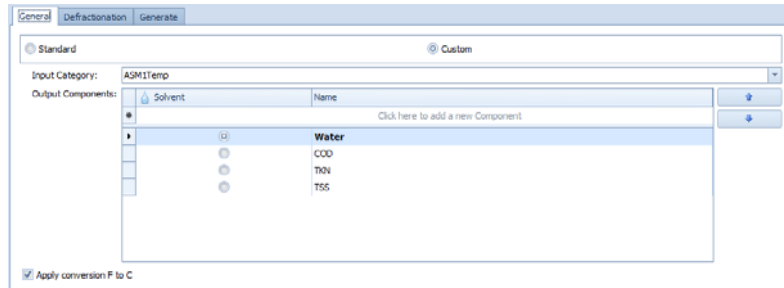 General Defractionation Generate
Standard Custom
Input Category: ASM1Temp
Output Components: Solvent Name
Click here to add a new Component
Water
COD
TKN
TSS
Apply conversion F to C